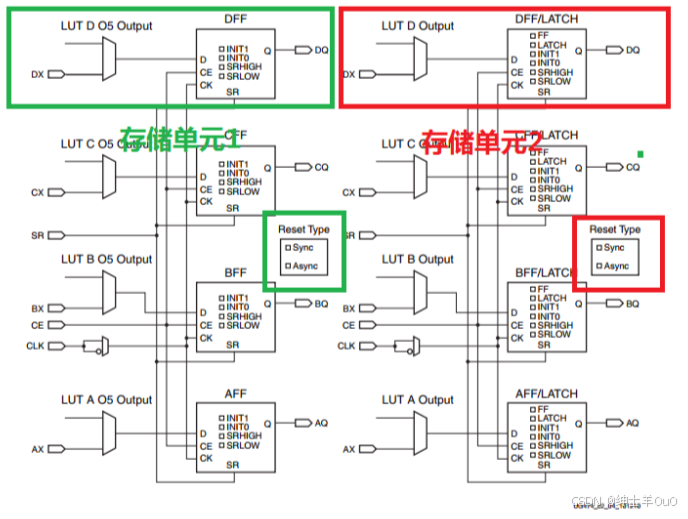 DFF
LUT D O5 Output
D
CE
CK
INIT1
INIT0
SRHIGH
SRLOW
Q
SR
DX
DQ
存储单元1
CFF
LUT C O5 Output
D
CE
CK
INIT1
INIT0
SRHIGH
SRLOW
Q
SR
CX
CQ
SR
Reset Type
Sync
Async
BFF
LUT B O5 Output
D
CE
CK
INIT1
INIT0
SRHIGH
SRLOW
Q
SR
BX
BQ
CE
CLK
AFF
LUT A O5 Output
D
CE
CK
INIT1
INIT0
SRHIGH
SRLOW
Q
SR
AX
AQ
DFF/LATCH
LUT D Output
D
CE
CK
FF
LATCH
INIT1
INIT0
SRHIGH
SRLOW
Q
SR
DX
DQ
存储单元2
CFF/LATCH
LUT C Output
D
CE
CK
FF
LATCH
INIT1
INIT0
SRHIGH
SRLOW
Q
SR
CX
CQ
SR
Reset Type
Sync
Async
BFF/LATCH
LUT B Output
D
CE
CK
FF
LATCH
INIT1
INIT0
SRHIGH
SRLOW
Q
SR
BX
BQ
CE
CLK
AFF/LATCH
LUT A Output
D
CE
CK
FF
LATCH
INIT1
INIT0
SRHIGH
SRLOW
Q
SR
AX
AQ
CSDN @绅士羊OuO